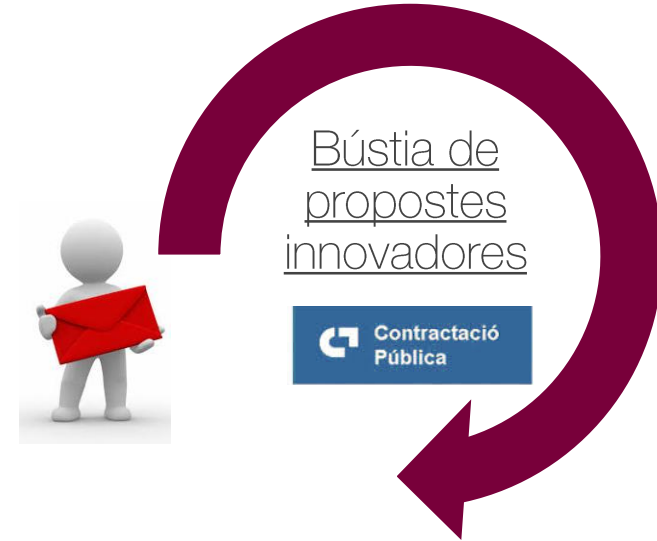 Bústia de
propostes
innovadores
Contractació
Pública